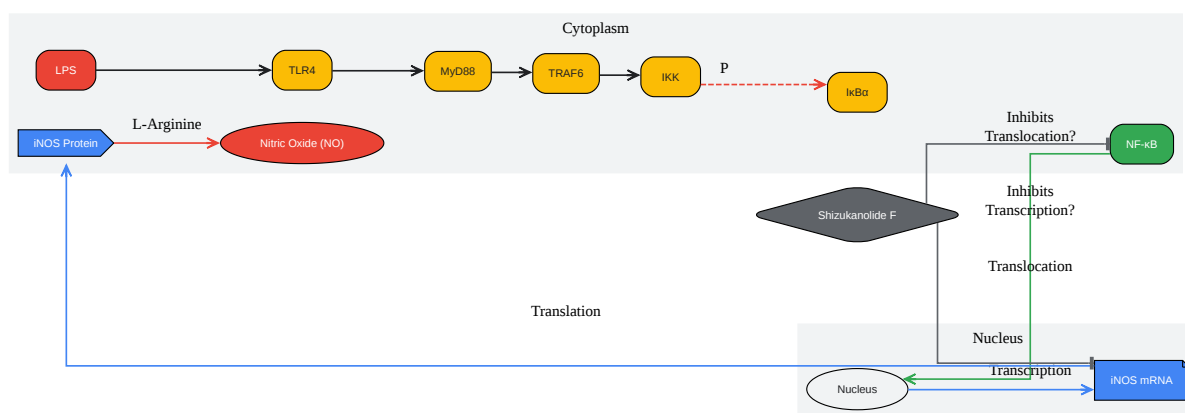 Cytoplasm
LPS
TLR4
MyD88
TRAF6
IKK
P
IκBα
iNOS Protein
L-Arginine
Nitric Oxide (NO)
Inhibits
Translocation?
NF-κB
Inhibits
Transcription?
Shizukanolide F
Translocation
Translation
Nucleus
Transcription
Nucleus
iNOS mRNA